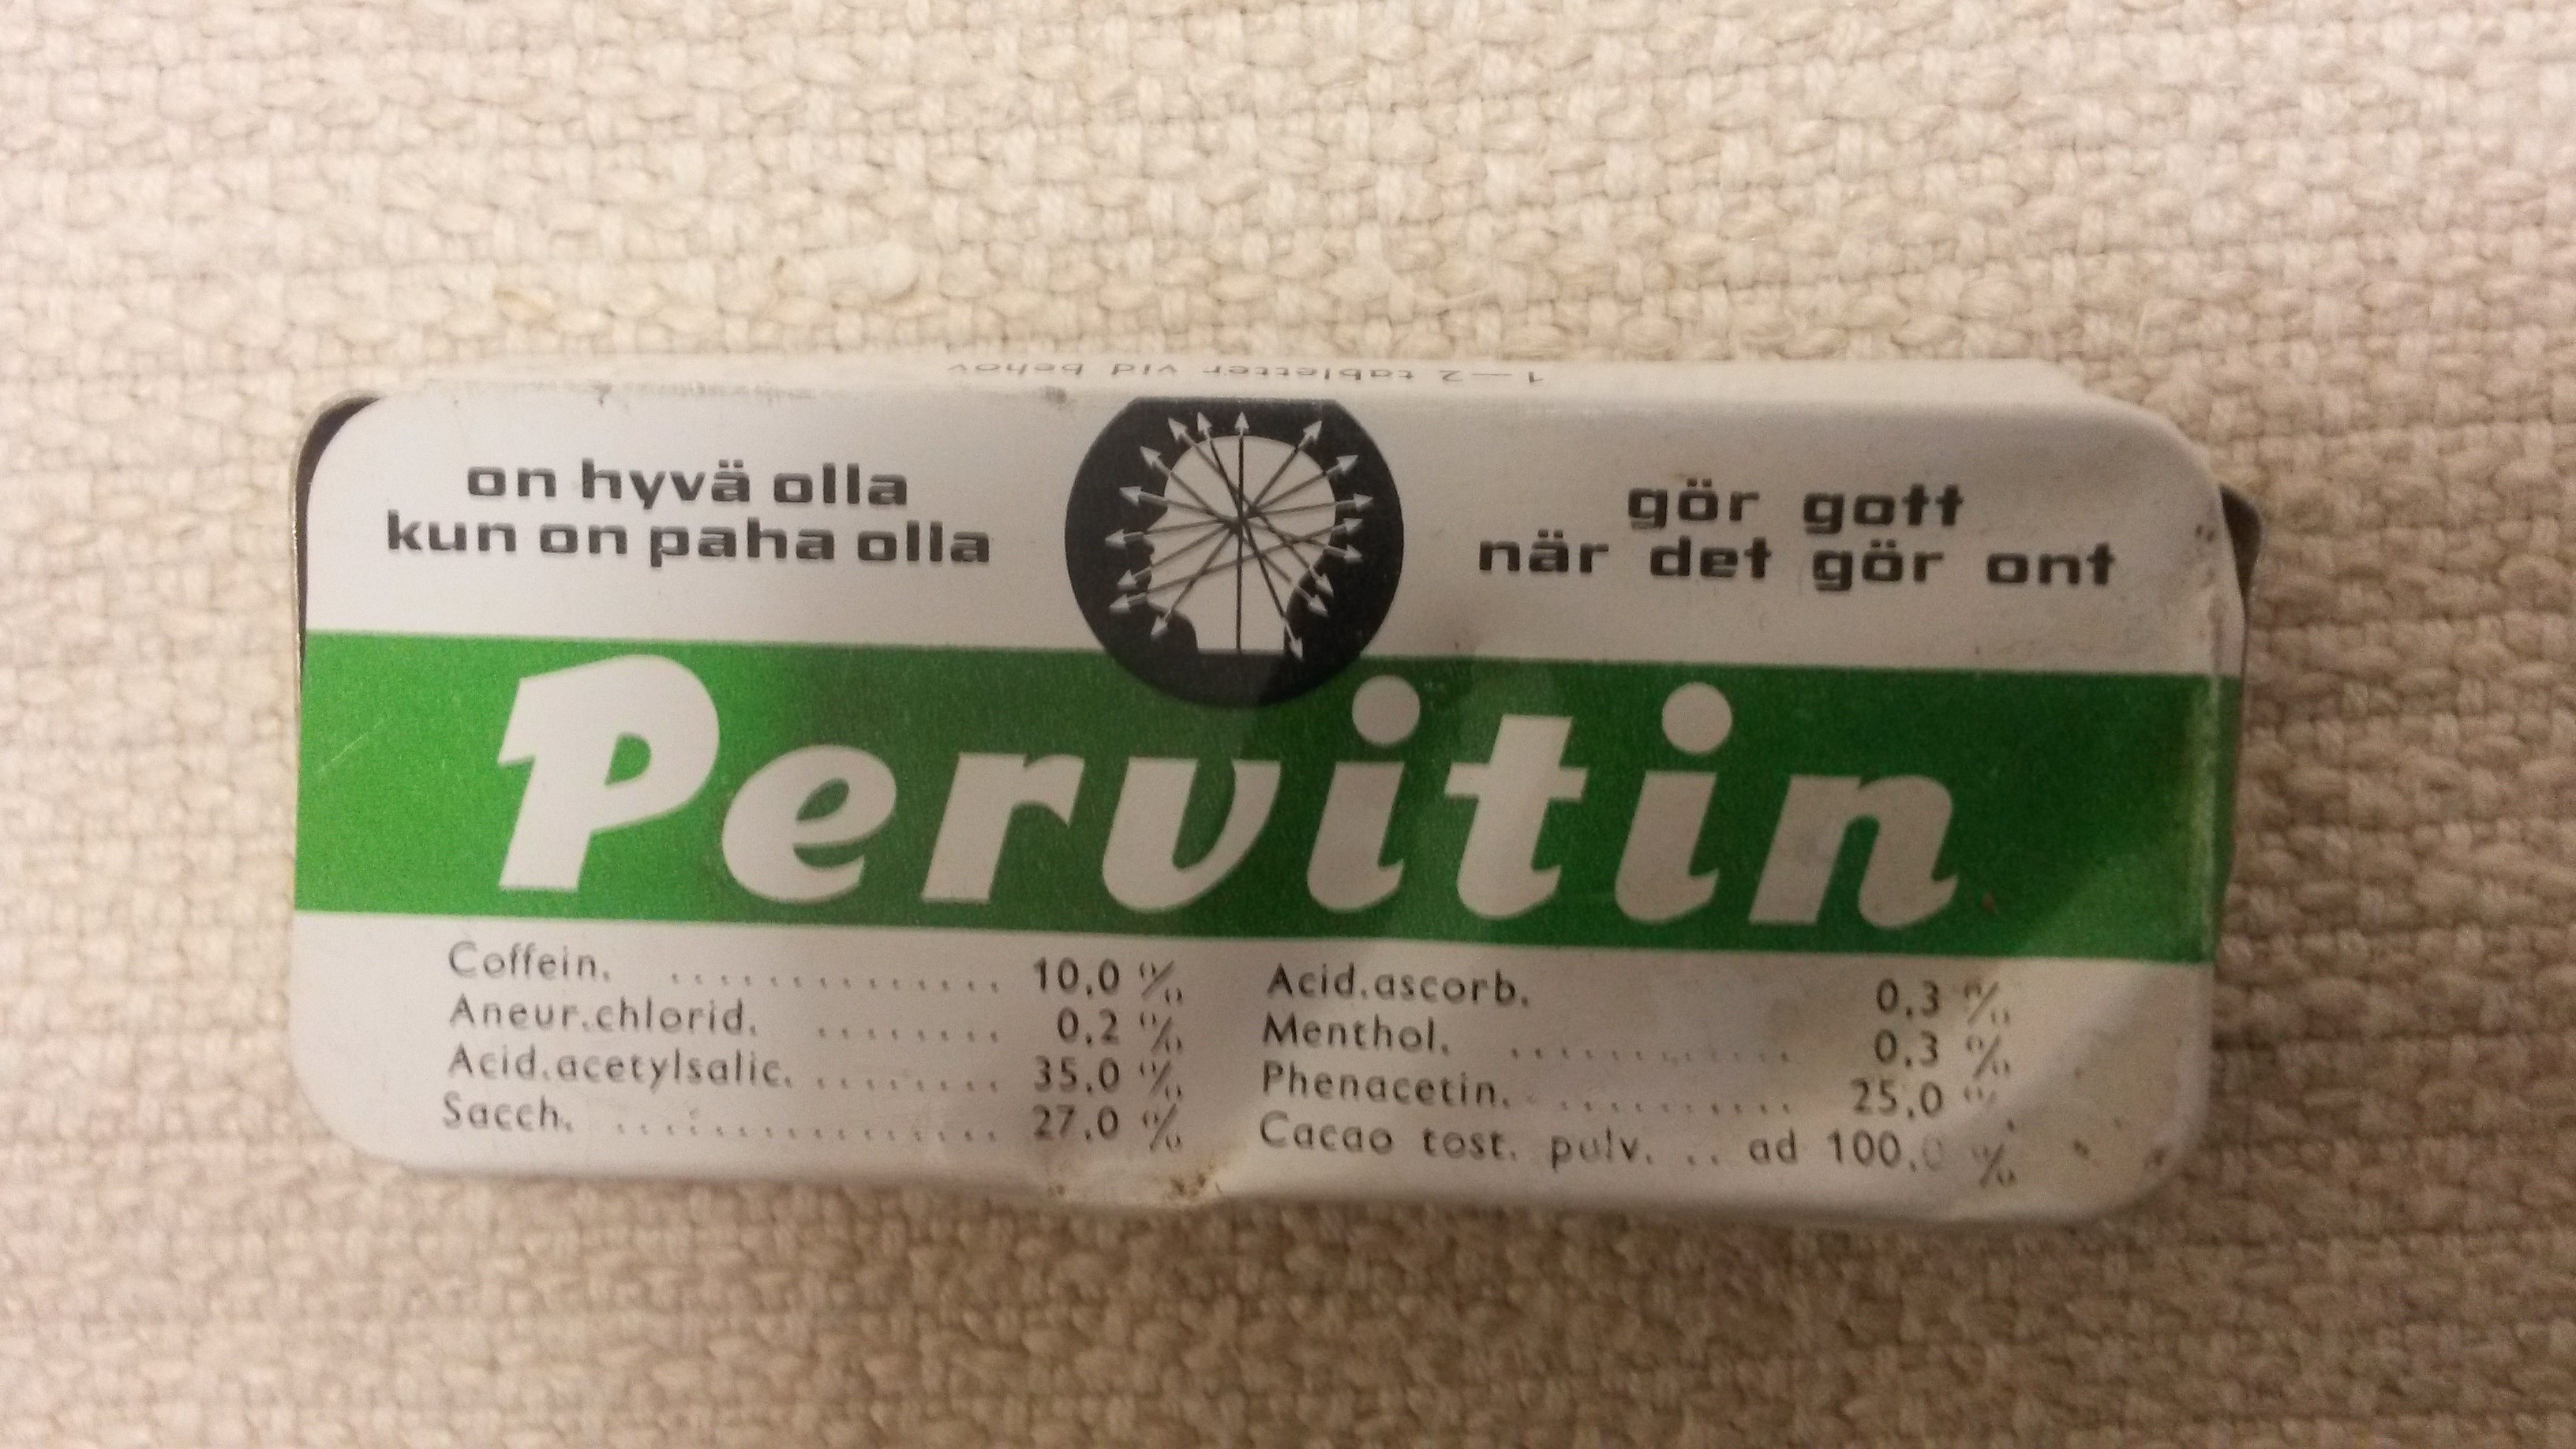 1—2 tabletter vid behov
on hyvä olla
kun on paha olla
gör gott
när det gör ont
Pervitin
Coffein. .............. 10,0 %
Aneur.chlorid. ........ 0,2 %
Acid.acetylsalic. ......... 35,0 %
Sacch. ................. 27,0 %
Acid.ascorb. 0,3 %
Menthol. ............ 0,3 %
Phenacetin. ........... 25,0 %
Cacao tost. pulv. .. ad 100,0 %